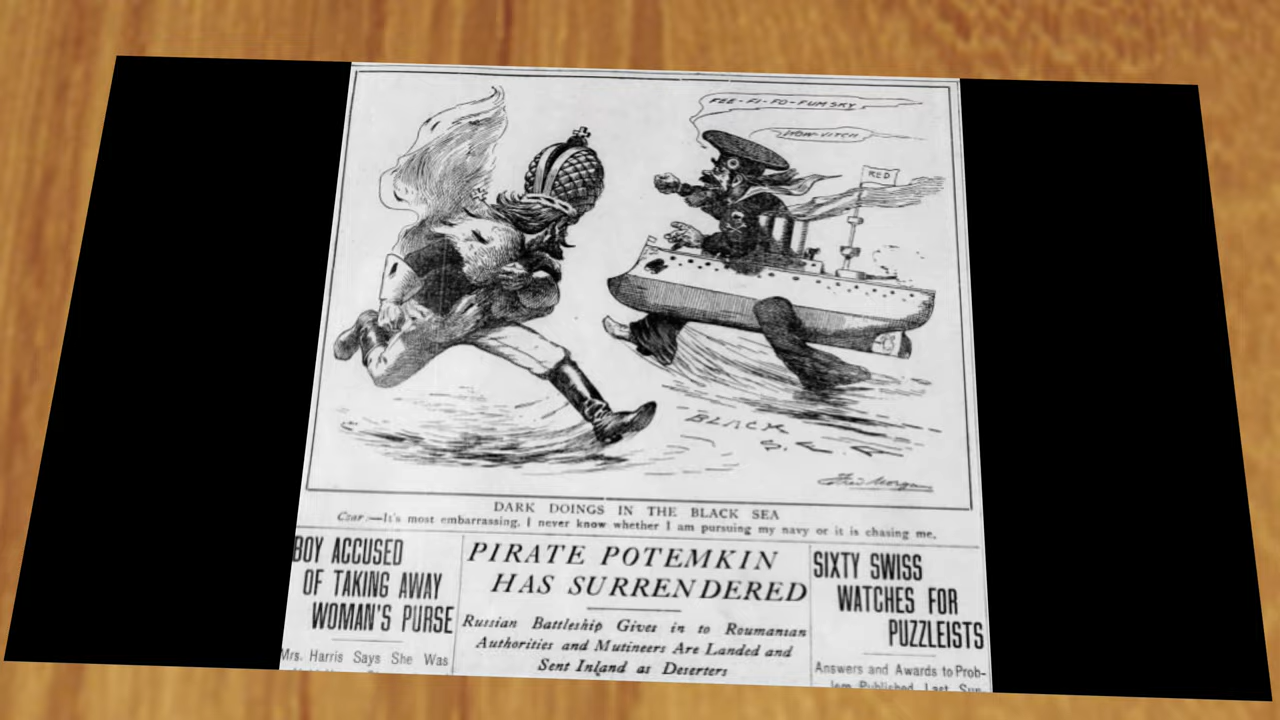 FEE-FI-FO-FUMSKY
WOW-VITCH
RED
BLACK
SEA
Fred Morgan
DARK DOINGS IN THE BLACK SEA
Czar:—It's most embarrassing, I never know whether I am pursuing my navy or it is chasing me.
BOY ACCUSED
OF TAKING AWAY
WOMAN'S PURSE
Mrs. Harris Says She Was
PIRATE POTEMKIN
HAS SURRENDERED
Russian Battleship Gives in to Roumanian
Authorities and Mutineers Are Landed and
Sent Inland as Deserters
SIXTY SWISS
WATCHES FOR
PUZZLEISTS
Answers and Awards to Prob-
lem Published Last Sun-